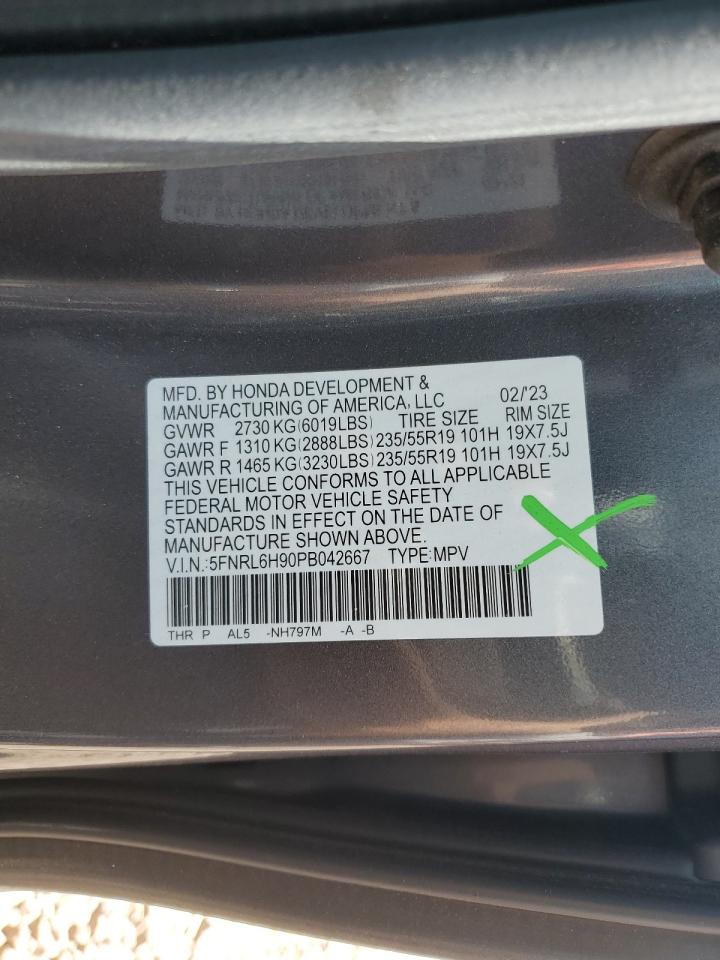 MFD. BY HONDA DEVELOPMENT &
MANUFACTURING OF AMERICA, LLC 02/'23
GVWR 2730 KG(6019LBS) TIRE SIZE RIM SIZE
GAWR F 1310 KG(2888LBS) 235/55R19 101H 19X7.5J
GAWR R 1465 KG(3230LBS) 235/55R19 101H 19X7.5J
THIS VEHICLE CONFORMS TO ALL APPLICABLE
FEDERAL MOTOR VEHICLE SAFETY
STANDARDS IN EFFECT ON THE DATE OF
MANUFACTURE SHOWN ABOVE.
V.I.N.:5FNRL6H90PB042667 TYPE:MPV
THR P AL5 -NH797M -A -B